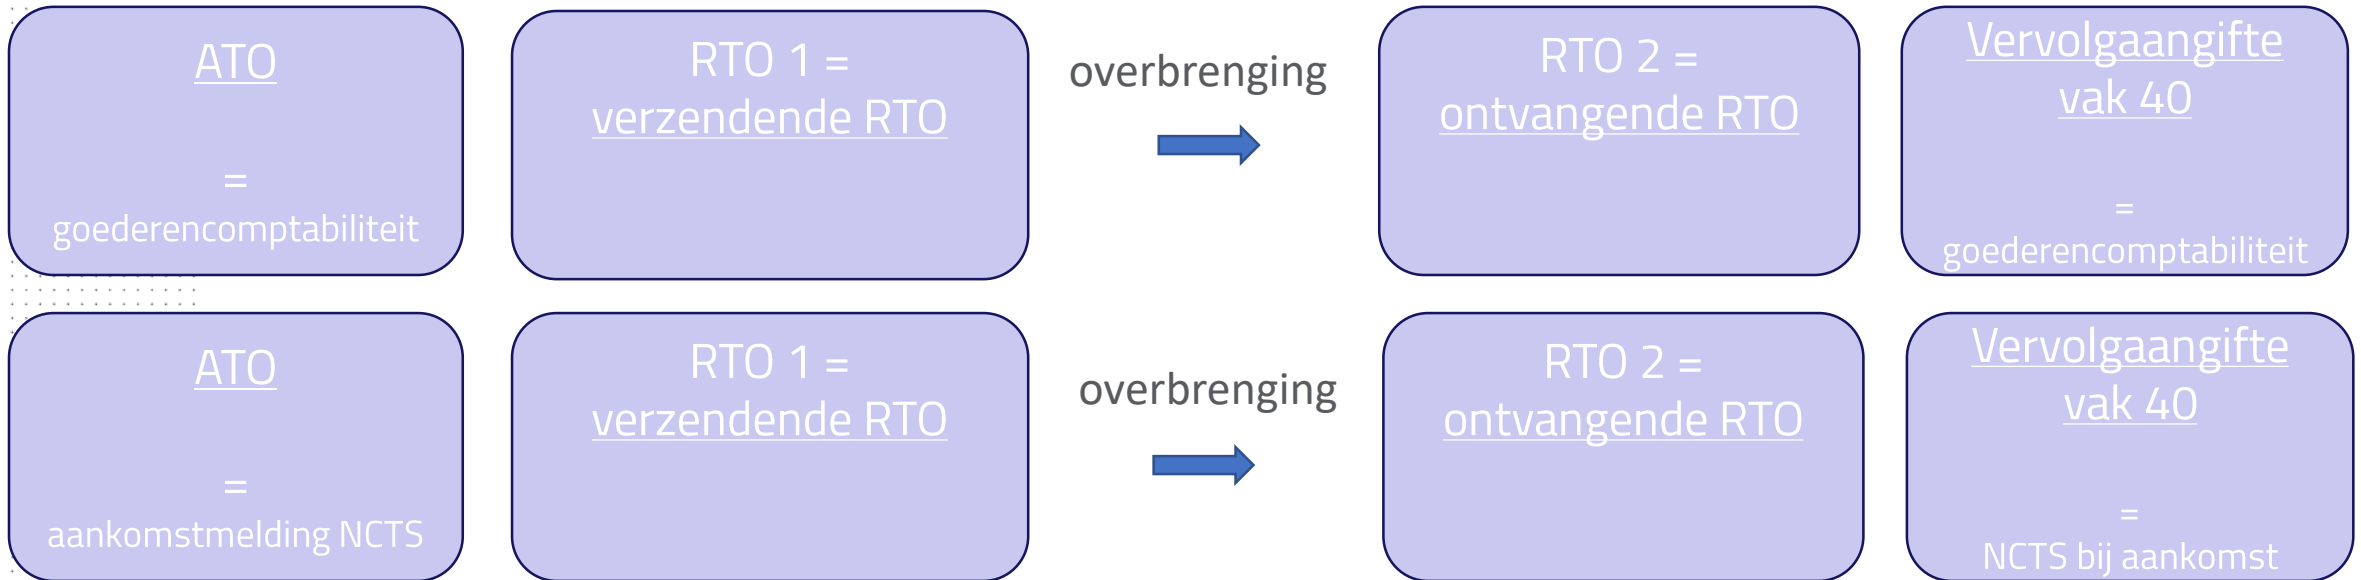 ATO
=
goederencomptabiliteit
RTO 1 =
verzendende RTO
overbrenging
RTO 2 =
ontvangende RTO
Vervolgaangifte
vak 40
=
goederencomptabiliteit
ATO
=
aankomstmelding NCTS
RTO 1 =
verzendende RTO
overbrenging
RTO 2 =
ontvangende RTO
Vervolgaangifte
vak 40
=
NCTS bij aankomst